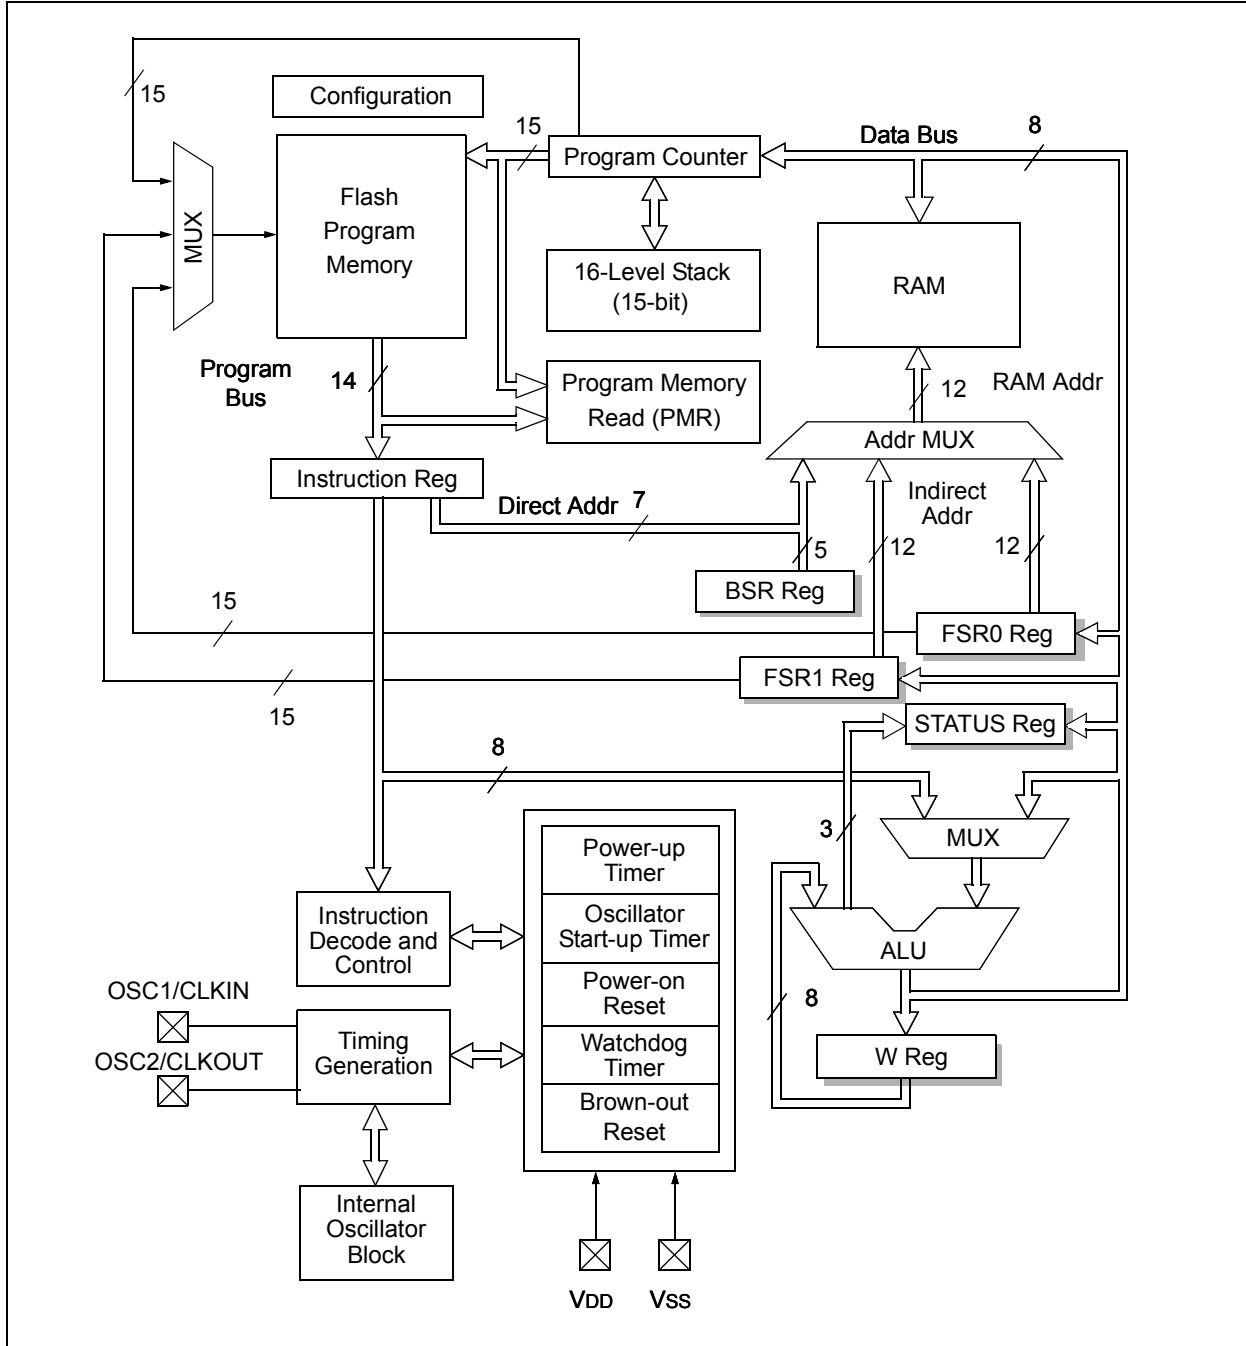 15
Configuration
15
Program Counter
Data Bus
8
MUX
Flash
Program
Memory
16-Level Stack
(15-bit)
RAM
Program
Bus
14
Program Memory
Read (PMR)
12
RAM Addr
Addr MUX
Instruction Reg
Direct Addr
7
Indirect
Addr
5
12
12
BSR Reg
15
FSR0 Reg
FSR1 Reg
15
STATUS Reg
8
3
MUX
Power-up
Timer
Instruction
Decode and
Control
Oscillator
Start-up Timer
ALU
OSC1/CLKIN
Power-on
Reset
8
OSC2/CLKOUT
Timing
Generation
Watchdog
Timer
W Reg
Brown-out
Reset
Internal
Oscillator
Block
VDD
VSS